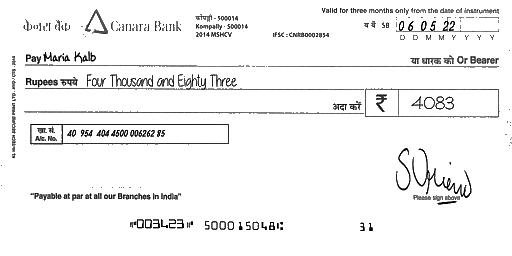 Valid for three months only from the date of instrument
केनरा बैंक Canara Bank
कोंपल्ली - 500014
Kompally - 500014
2014 MSHCV
IFSC : CNRB0002854
SB 06 05 22
D D M M Y Y Y Y
Pay Maria Kalb
या धारक को Or Bearer
Rupees रुपये Four Thousand and Eighty Three
अदा करें ₹ 4083
खा. सं.
A/c. No.
40 954 404 4500 006262 85
Please sign above
"Payable at par at all our Branches in India"
⑈003423⑈ 500015048⑆ 31